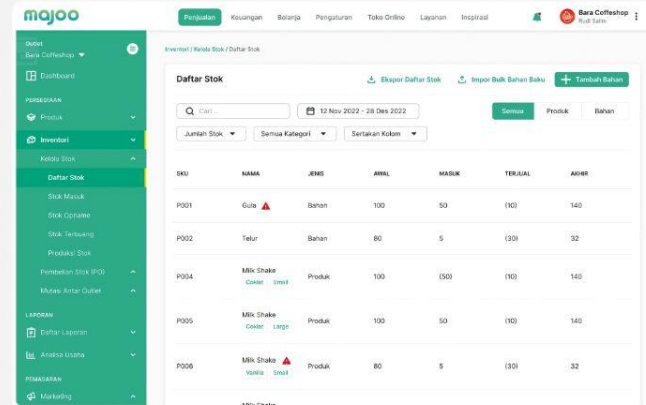 majoo
Penjualan Keuangan Belanja Pengaturan Toko Online Layanan Inspirasi
Bara Coffeshop
Rudi Salim
Outlet
Bara Coffeshop
Dashboard
PERSEDIAAN
Produk
Inventori
Kelola Stok
Daftar Stok
Stok Masuk
Stok Opname
Stok Terbuang
Produksi Stok
Pembelian Stok (PO)
Mutasi Antar Outlet
LAPORAN
Daftar Laporan
Analisa Usaha
PEMASARAN
Marketing
Inventori / Kelola Stok / Daftar Stok
Daftar Stok
Ekspor Daftar Stok Impor Bulk Bahan Baku Tambah Bahan
Cari ... 12 Nov 2022 - 28 Des 2022 Semua Produk Bahan
Jumlah Stok Semua Kategori Sertakan Kolom
SKU NAMA JENIS AWAL MASUK TERJUAL AKHIR
P001 Gula Bahan 100 50 (10) 140
P002 Telur Bahan 80 5 (30) 32
P004 Milk Shake Produk 100 (50) (10) 140
Coklat Small
P005 Milk Shake Produk 100 50 (10) 140
Coklat Large
P006 Milk Shake Produk 80 5 (30) 32
Vanilla Small
Milk Shake